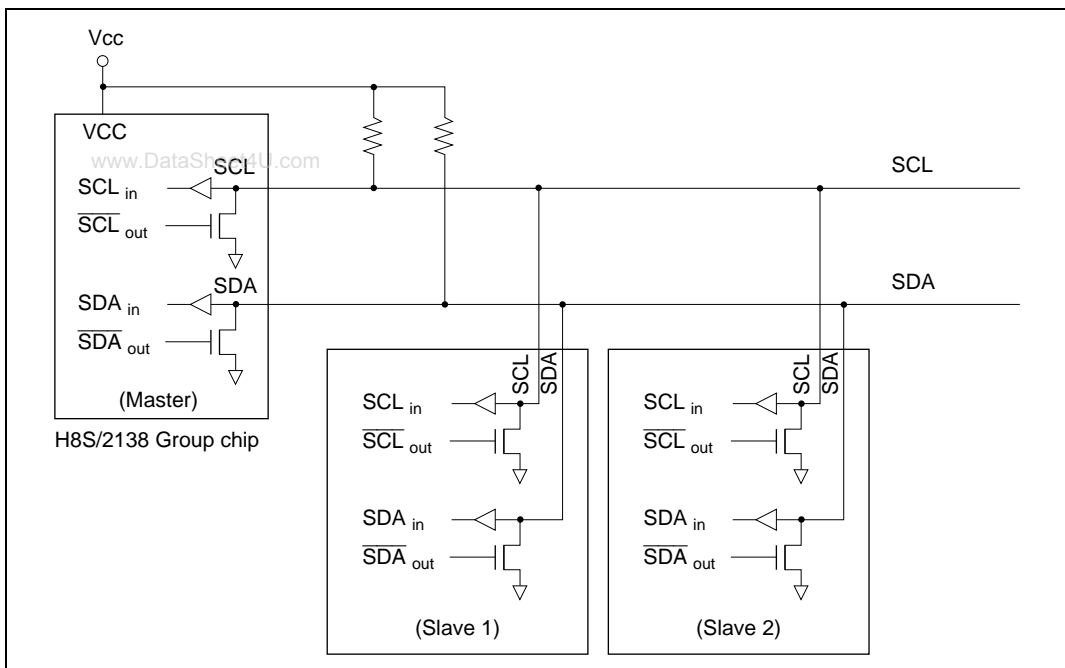 Vcc
VCC
www.DataSheet4U.com
SCL
SCL in
SCL out
SDA
SDA in
SDA out
(Master)
H8S/2138 Group chip
SCL
SDA
SCL
SDA
SCL in
SCL out
SDA in
SDA out
(Slave 1)
SCL
SDA
SCL in
SCL out
SDA in
SDA out
(Slave 2)